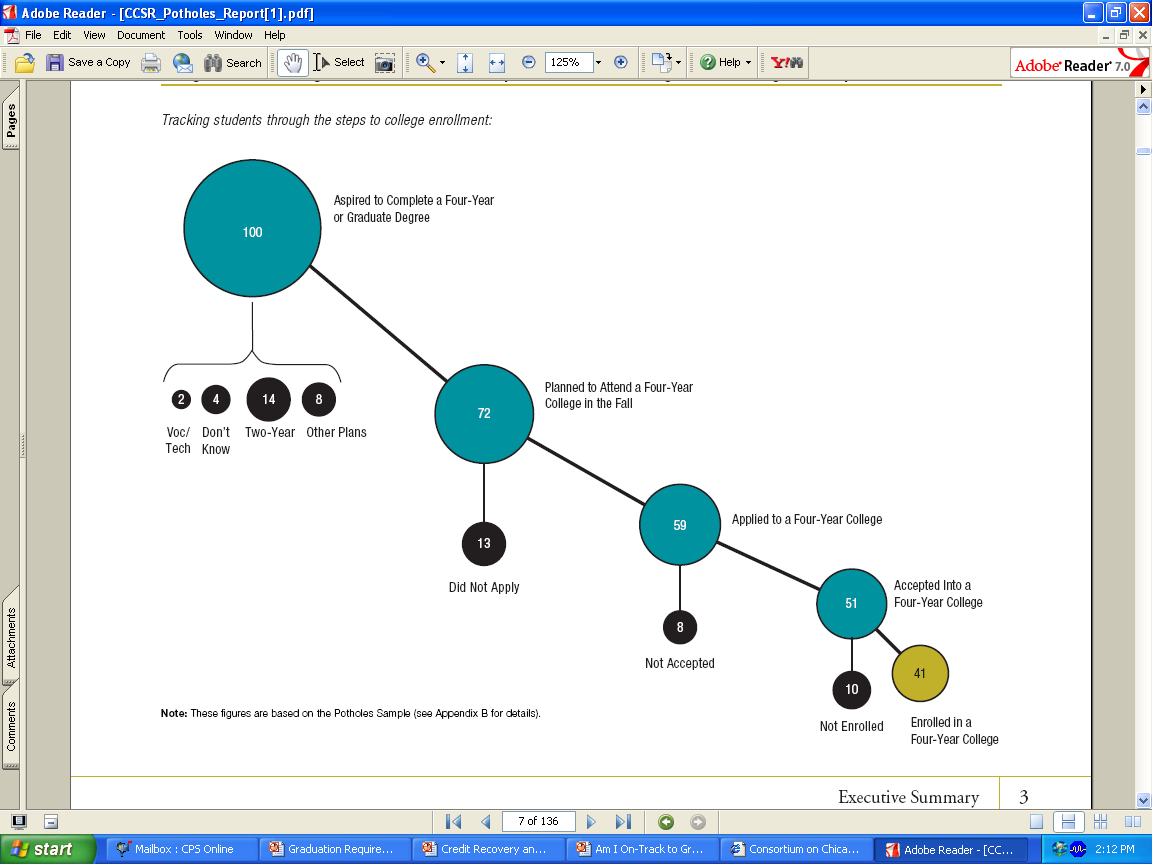 Adobe Reader - [CCSR_Potholes_Report[1].pdf]
File Edit View Document Tools Window Help
Save a Copy Search Select 125% Help Y!
Adobe® Reader® 7.0
Pages
Attachments
Comments
Tracking students through the steps to college enrollment:
100
Aspired to Complete a Four-Year
or Graduate Degree
2 4 14 8
Voc/
Tech
Don't
Know
Two-Year
Other Plans
72
Planned to Attend a Four-Year
College in the Fall
13
Did Not Apply
59
Applied to a Four-Year College
8
Not Accepted
51
Accepted Into a
Four-Year College
10
Not Enrolled
41
Enrolled in a
Four-Year College
Note: These figures are based on the Potholes Sample (see Appendix B for details).
Executive Summary 3
7 of 136
start Mailbox : CPS Online Graduation Require... Credit Recovery an... Am I On-Track to Gr... Consortium on Chica... Adobe Reader - [CC... 2:12 PM